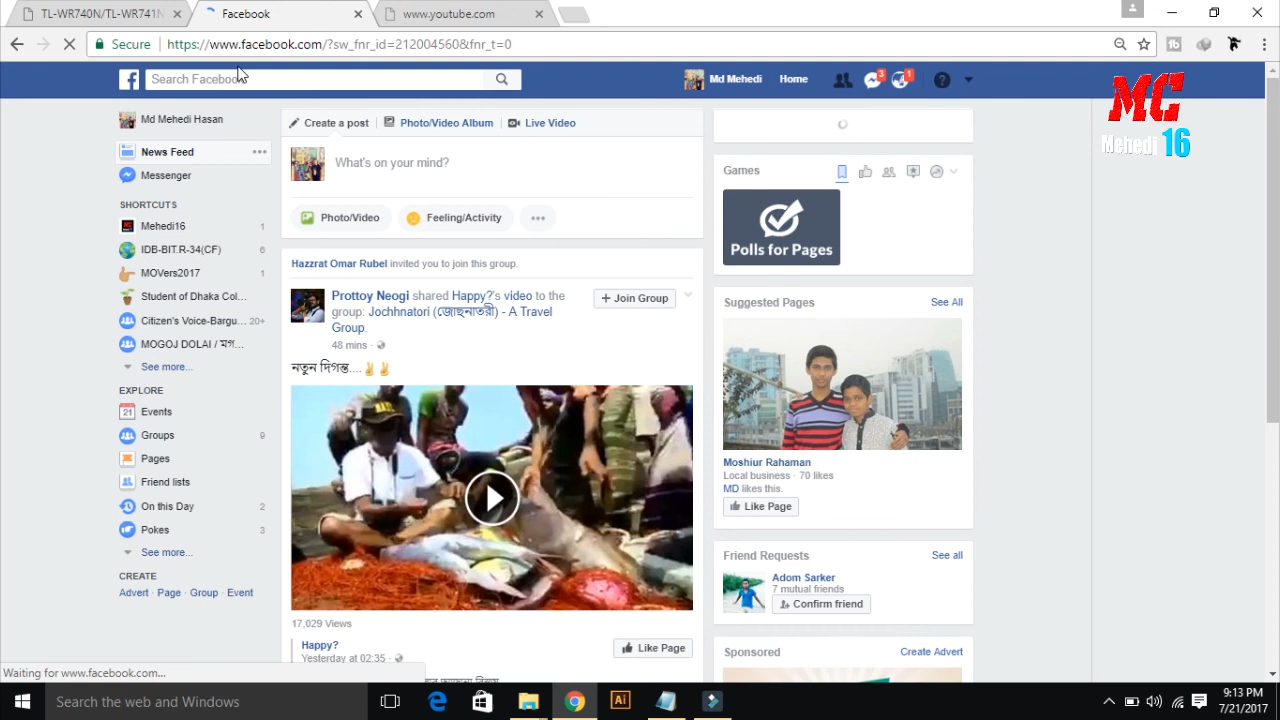 TL-WR740N/TL-WR741N
Facebook
www.youtube.com
Secure
https://www.facebook.com/?sw_fnr_id=212004560&fnr_t=0
Search Facebook
Md Mehedi
Home
3
1
MC
Mehedi 16
Md Mehedi Hasan
News Feed
Messenger
SHORTCUTS
Mehedi16 1
IDB-BIT.R-34(CF) 6
MOVers2017 1
Student of Dhaka Col...
Citizen's Voice-Bargu... 20+
MOGOJ DOLAI / মগ...
See more...
EXPLORE
Events
Groups 9
Pages
Friend lists
On this Day 2
Pokes 3
See more...
CREATE
Advert · Page · Group · Event
Create a post
Photo/Video Album
Live Video
What's on your mind?
Photo/Video
Feeling/Activity
Hazzrat Omar Rubel invited you to join this group.
Prottoy Neogi shared Happy?'s video to the
group: Jochhnatori (জোছনাতরী) - A Travel
Group.
+ Join Group
48 mins ·
নতুন দিগন্ত....✌✌
17,029 Views
Happy?
Yesterday at 02:35 ·
Like Page
Games
Polls for Pages
Suggested Pages
See All
Moshiur Rahaman
Local business · 70 likes
MD likes this.
Like Page
Friend Requests
See all
Adom Sarker
7 mutual friends
Confirm friend
Sponsored
Create Advert
Waiting for www.facebook.com...
Search the web and Windows
Ai
9:13 PM
7/21/2017